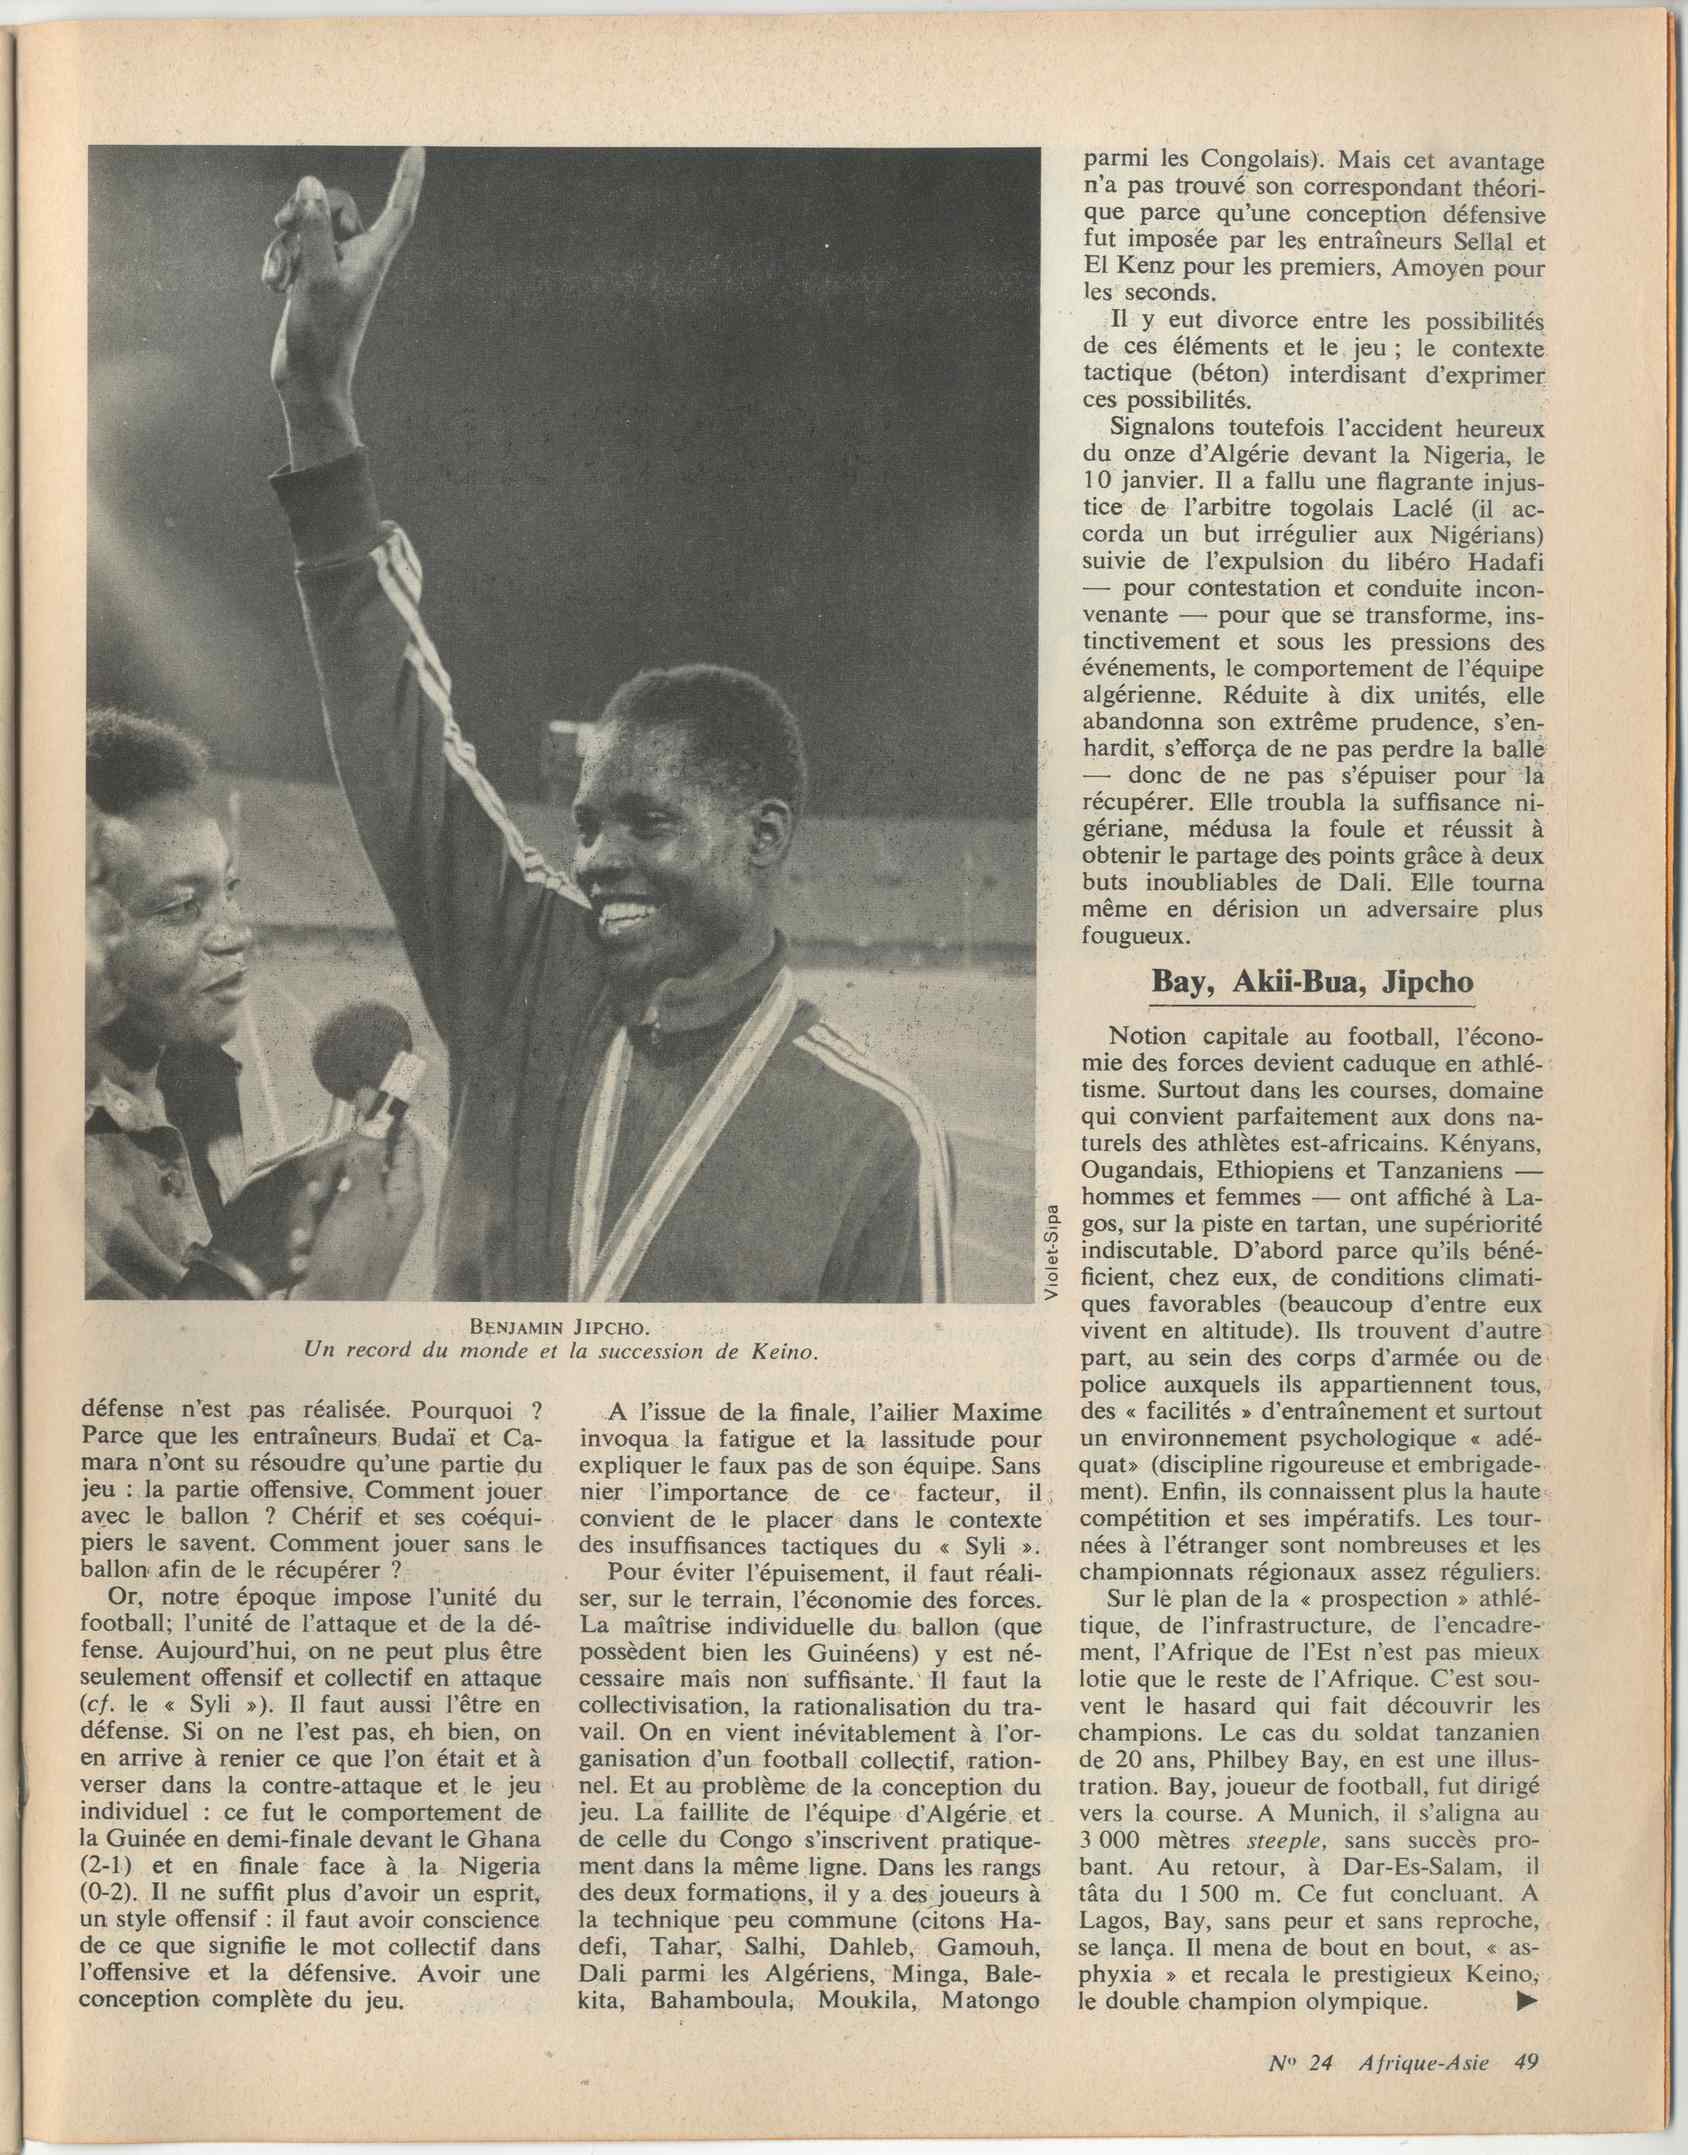 Violet-Sipa
BENJAMIN JIPCHO.
Un record du monde et la succession de Keino.
défense n'est pas réalisée. Pourquoi ?
Parce que les entraîneurs Budaï et Ca-
mara n'ont su résoudre qu'une partie du
jeu : la partie offensive. Comment jouer
avec le ballon ? Chérif et ses coéqui-
piers le savent. Comment jouer sans le
ballon afin de le récupérer ?
Or, notre époque impose l'unité du
football; l'unité de l'attaque et de la dé-
fense. Aujourd'hui, on ne peut plus être
seulement offensif et collectif en attaque
(cf. le « Syli »). Il faut aussi l'être en
défense. Si on ne l'est pas, eh bien, on
en arrive à renier ce que l'on était et à
verser dans la contre-attaque et le jeu
individuel : ce fut le comportement de
la Guinée en demi-finale devant le Ghana
(2-1) et en finale face à la Nigeria
(0-2). Il ne suffit plus d'avoir un esprit,
un style offensif : il faut avoir conscience
de ce que signifie le mot collectif dans
l'offensive et la défensive. Avoir une
conception complète du jeu.
A l'issue de la finale, l'ailier Maxime
invoqua la fatigue et la lassitude pour
expliquer le faux pas de son équipe. Sans
nier l'importance de ce facteur, il
convient de le placer dans le contexte
des insuffisances tactiques du « Syli ».
Pour éviter l'épuisement, il faut réali-
ser, sur le terrain, l'économie des forces.
La maîtrise individuelle du ballon (que
possèdent bien les Guinéens) y est né-
cessaire mais non suffisante. Il faut la
collectivisation, la rationalisation du tra-
vail. On en vient inévitablement à l'or-
ganisation d'un football collectif, ration-
nel. Et au problème de la conception du
jeu. La faillite de l'équipe d'Algérie et
de celle du Congo s'inscrivent pratique-
ment dans la même ligne. Dans les rangs
des deux formations, il y a des joueurs à
la technique peu commune (citons Ha-
defi, Tahar, Salhi, Dahleb, Gamouh,
Dali parmi les Algériens, Minga, Bale-
kita, Bahamboula, Moukila, Matongo
parmi les Congolais). Mais cet avantage
n'a pas trouvé son correspondant théori-
que parce qu'une conception défensive
fut imposée par les entraîneurs Sellal et
El Kenz pour les premiers, Amoyen pour
les seconds.
Il y eut divorce entre les possibilités
de ces éléments et le jeu ; le contexte
tactique (béton) interdisant d'exprimer
ces possibilités.
Signalons toutefois l'accident heureux
du onze d'Algérie devant la Nigeria, le
10 janvier. Il a fallu une flagrante injus-
tice de l'arbitre togolais Laclé (il ac-
corda un but irrégulier aux Nigérians)
suivie de l'expulsion du libéro Hadafi
— pour contestation et conduite incon-
venante — pour que se transforme, ins-
tinctivement et sous les pressions des
événements, le comportement de l'équipe
algérienne. Réduite à dix unités, elle
abandonna son extrême prudence, s'en-
hardit, s'efforça de ne pas perdre la balle
— donc de ne pas s'épuiser pour la
récupérer. Elle troubla la suffisance ni-
gériane, médusa la foule et réussit à
obtenir le partage des points grâce à deux
buts inoubliables de Dali. Elle tourna
même en dérision un adversaire plus
fougueux.
Bay, Akii-Bua, Jipcho
Notion capitale au football, l'écono-
mie des forces devient caduque en athlé-
tisme. Surtout dans les courses, domaine
qui convient parfaitement aux dons na-
turels des athlètes est-africains. Kényans,
Ougandais, Ethiopiens et Tanzaniens —
hommes et femmes — ont affiché à La-
gos, sur la piste en tartan, une supériorité
indiscutable. D'abord parce qu'ils béné-
ficient, chez eux, de conditions climati-
ques favorables (beaucoup d'entre eux
vivent en altitude). Ils trouvent d'autre
part, au sein des corps d'armée ou de
police auxquels ils appartiennent tous,
des « facilités » d'entraînement et surtout
un environnement psychologique « adé-
quat» (discipline rigoureuse et embrigade-
ment). Enfin, ils connaissent plus la haute
compétition et ses impératifs. Les tour-
nées à l'étranger sont nombreuses et les
championnats régionaux assez réguliers.
Sur le plan de la « prospection » athlé-
tique, de l'infrastructure, de l'encadre-
ment, l'Afrique de l'Est n'est pas mieux
lotie que le reste de l'Afrique. C'est sou-
vent le hasard qui fait découvrir les
champions. Le cas du soldat tanzanien
de 20 ans, Philbey Bay, en est une illus-
tration. Bay, joueur de football, fut dirigé
vers la course. A Munich, il s'aligna au
3 000 mètres steeple, sans succès pro-
bant. Au retour, à Dar-Es-Salam, il
tâta du 1 500 m. Ce fut concluant. A
Lagos, Bay, sans peur et sans reproche,
se lança. Il mena de bout en bout, « as-
phyxia » et recala le prestigieux Keino,
le double champion olympique. ►
Nº 24 Afrique-Asie 49